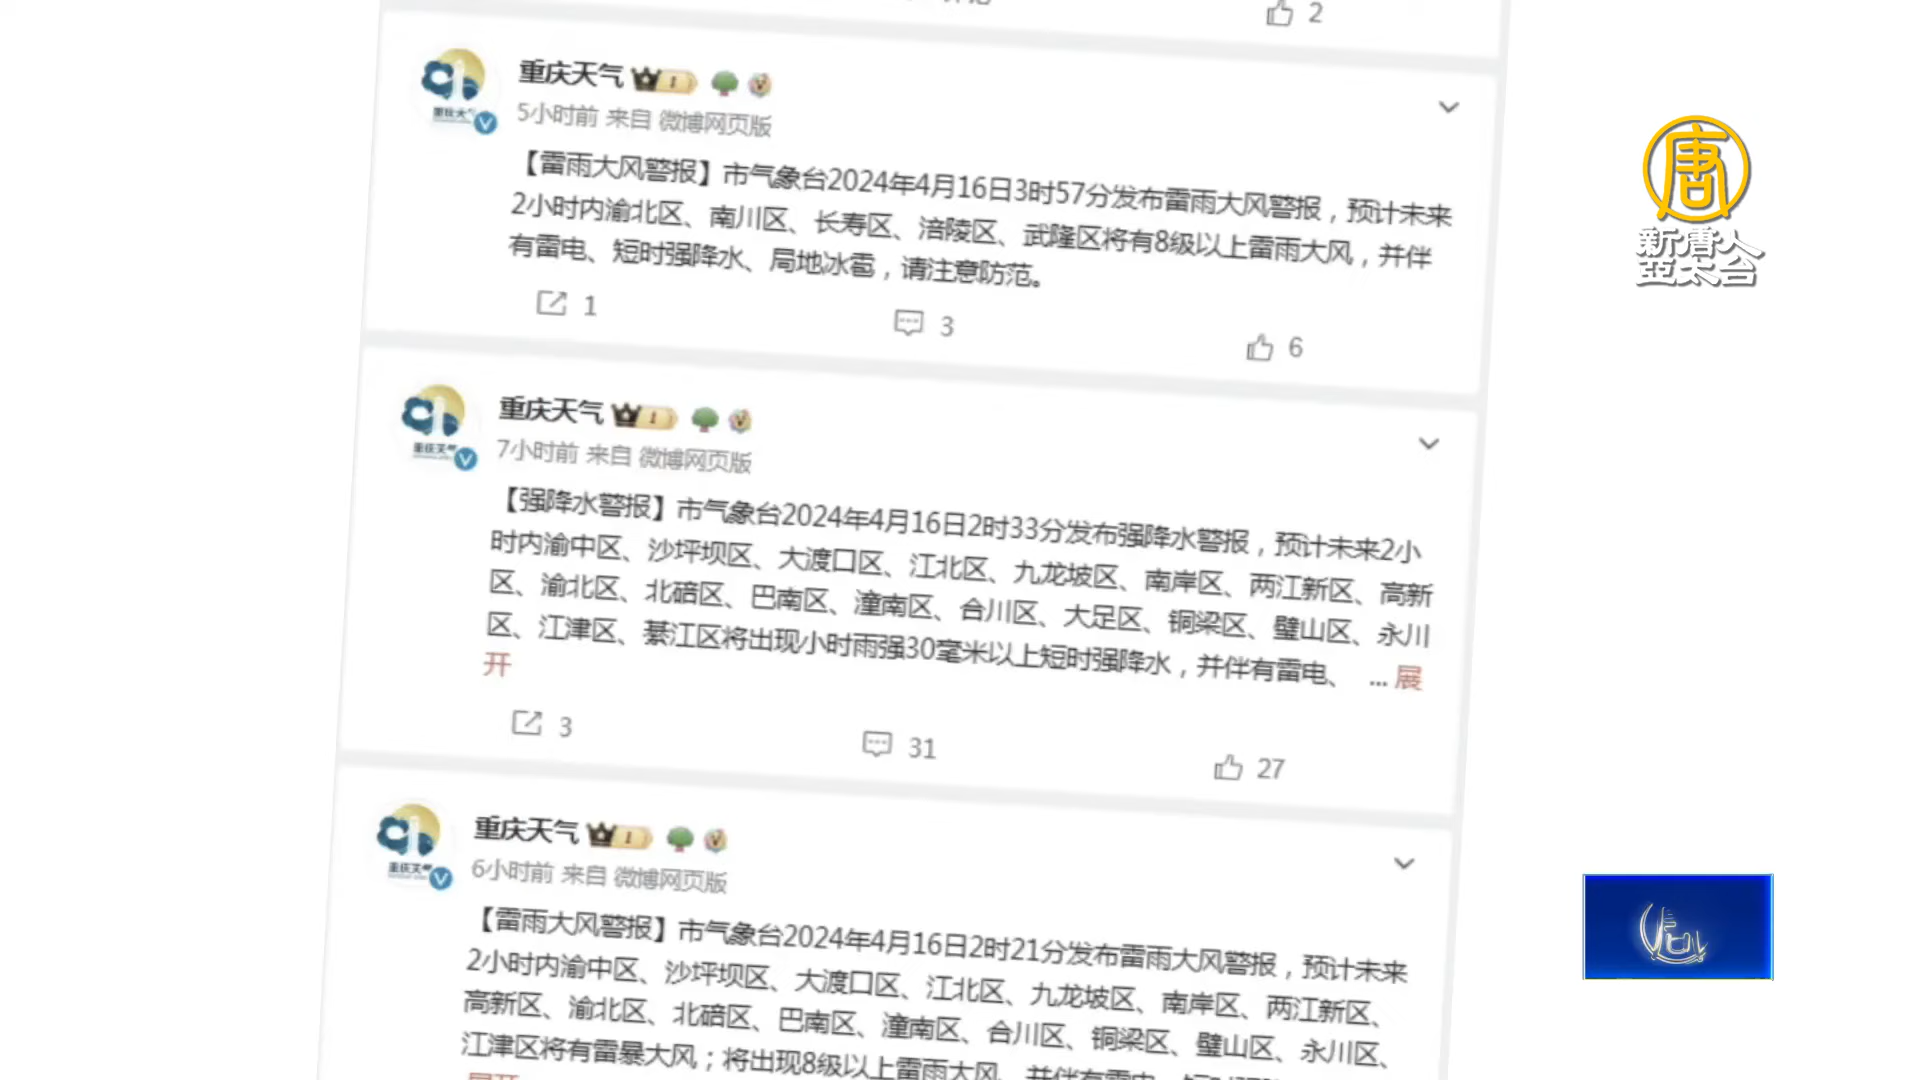 2
重庆天气
5小时前 来自 微博网页版
【雷雨大风警报】市气象台2024年4月16日3时57分发布雷雨大风警报，预计未来
2小时内渝北区、南川区、长寿区、涪陵区、武隆区将有8级以上雷雨大风，并伴
有雷电、短时强降水、局地冰雹，请注意防范。
1 3 6
重庆天气
7小时前 来自 微博网页版
【强降水警报】市气象台2024年4月16日2时33分发布强降水警报，预计未来2小
时内渝中区、沙坪坝区、大渡口区、江北区、九龙坡区、南岸区、两江新区、高新
区、渝北区、北碚区、巴南区、潼南区、合川区、大足区、铜梁区、璧山区、永川
区、江津区、綦江区将出现小时雨强30毫米以上短时强降水，并伴有雷电、 ... 展
开
3 31 27
重庆天气
6小时前 来自 微博网页版
【雷雨大风警报】市气象台2024年4月16日2时21分发布雷雨大风警报，预计未来
2小时内渝中区、沙坪坝区、大渡口区、江北区、九龙坡区、南岸区、两江新区、
高新区、渝北区、北碚区、巴南区、潼南区、合川区、铜梁区、璧山区、永川区、
江津区将有雷暴大风；将出现8级以上雷雨大风，并伴有雷电、短时强降
唐
新唐人
亞太台